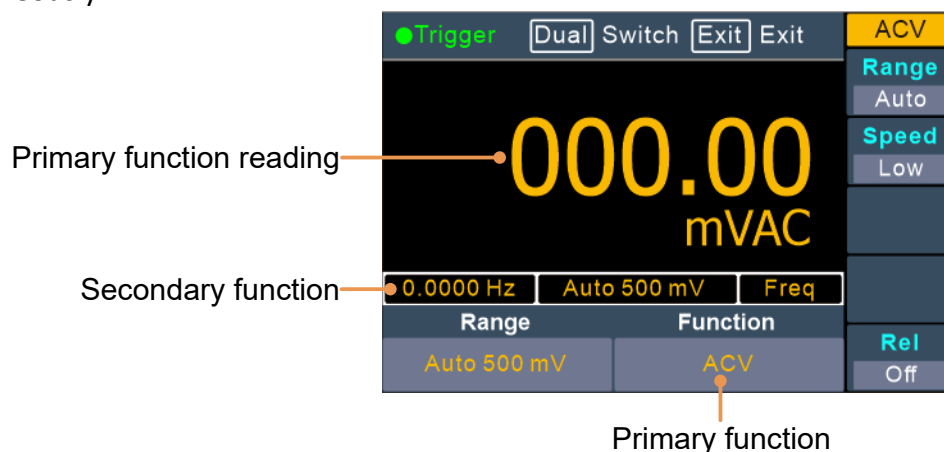 Trigger Dual Switch Exit Exit
ACV
Range
Auto
Speed
Low
Primary function reading
000.00
mVAC
Secondary function
0.0000 Hz Auto 500 mV Freq
Range Function
Auto 500 mV ACV
Rel
Off
Primary function